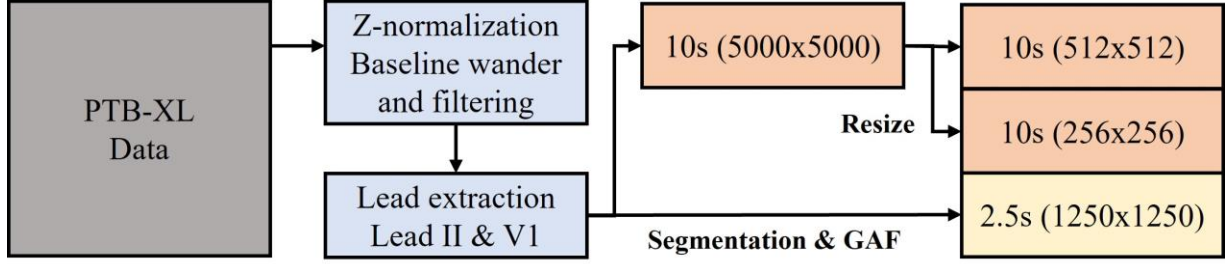 PTB-XL
Data
Z-normalization
Baseline wander
and filtering
Lead extraction
Lead II & V1
10s (5000x5000)
Resize
Segmentation & GAF
10s (512x512)
10s (256x256)
2.5s (1250x1250)